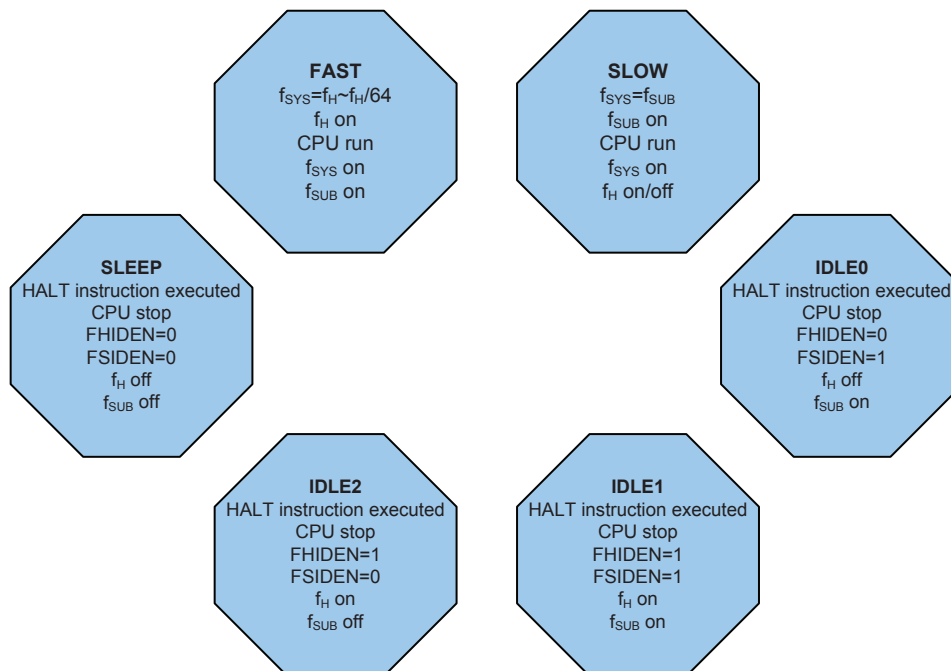 FAST
fSYS=fH~fH/64
fH on
CPU run
fSYS on
fSUB on
SLOW
fSYS=fSUB
fSUB on
CPU run
fSYS on
fH on/off
SLEEP
HALT instruction executed
CPU stop
FHIDEN=0
FSIDEN=0
fH off
fSUB off
IDLE0
HALT instruction executed
CPU stop
FHIDEN=0
FSIDEN=1
fH off
fSUB on
IDLE2
HALT instruction executed
CPU stop
FHIDEN=1
FSIDEN=0
fH on
fSUB off
IDLE1
HALT instruction executed
CPU stop
FHIDEN=1
FSIDEN=1
fH on
fSUB on